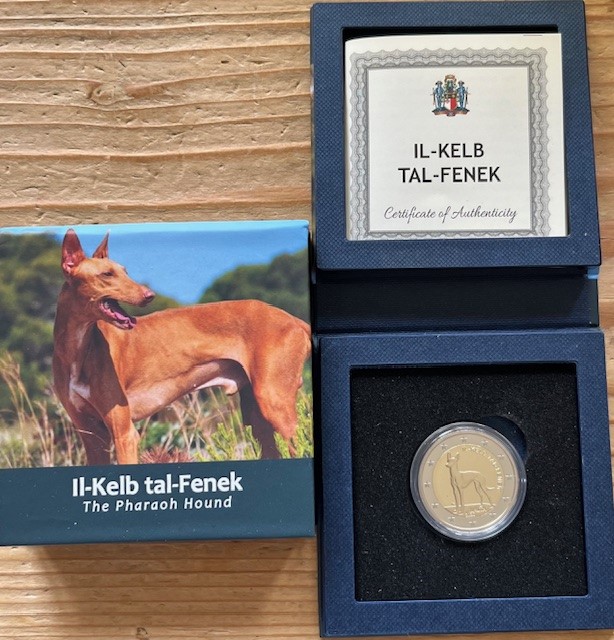 IL-KELB
TAL-FENEK
Certificate of Authenticity
Il-Kelb tal-Fenek
The Pharaoh Hound